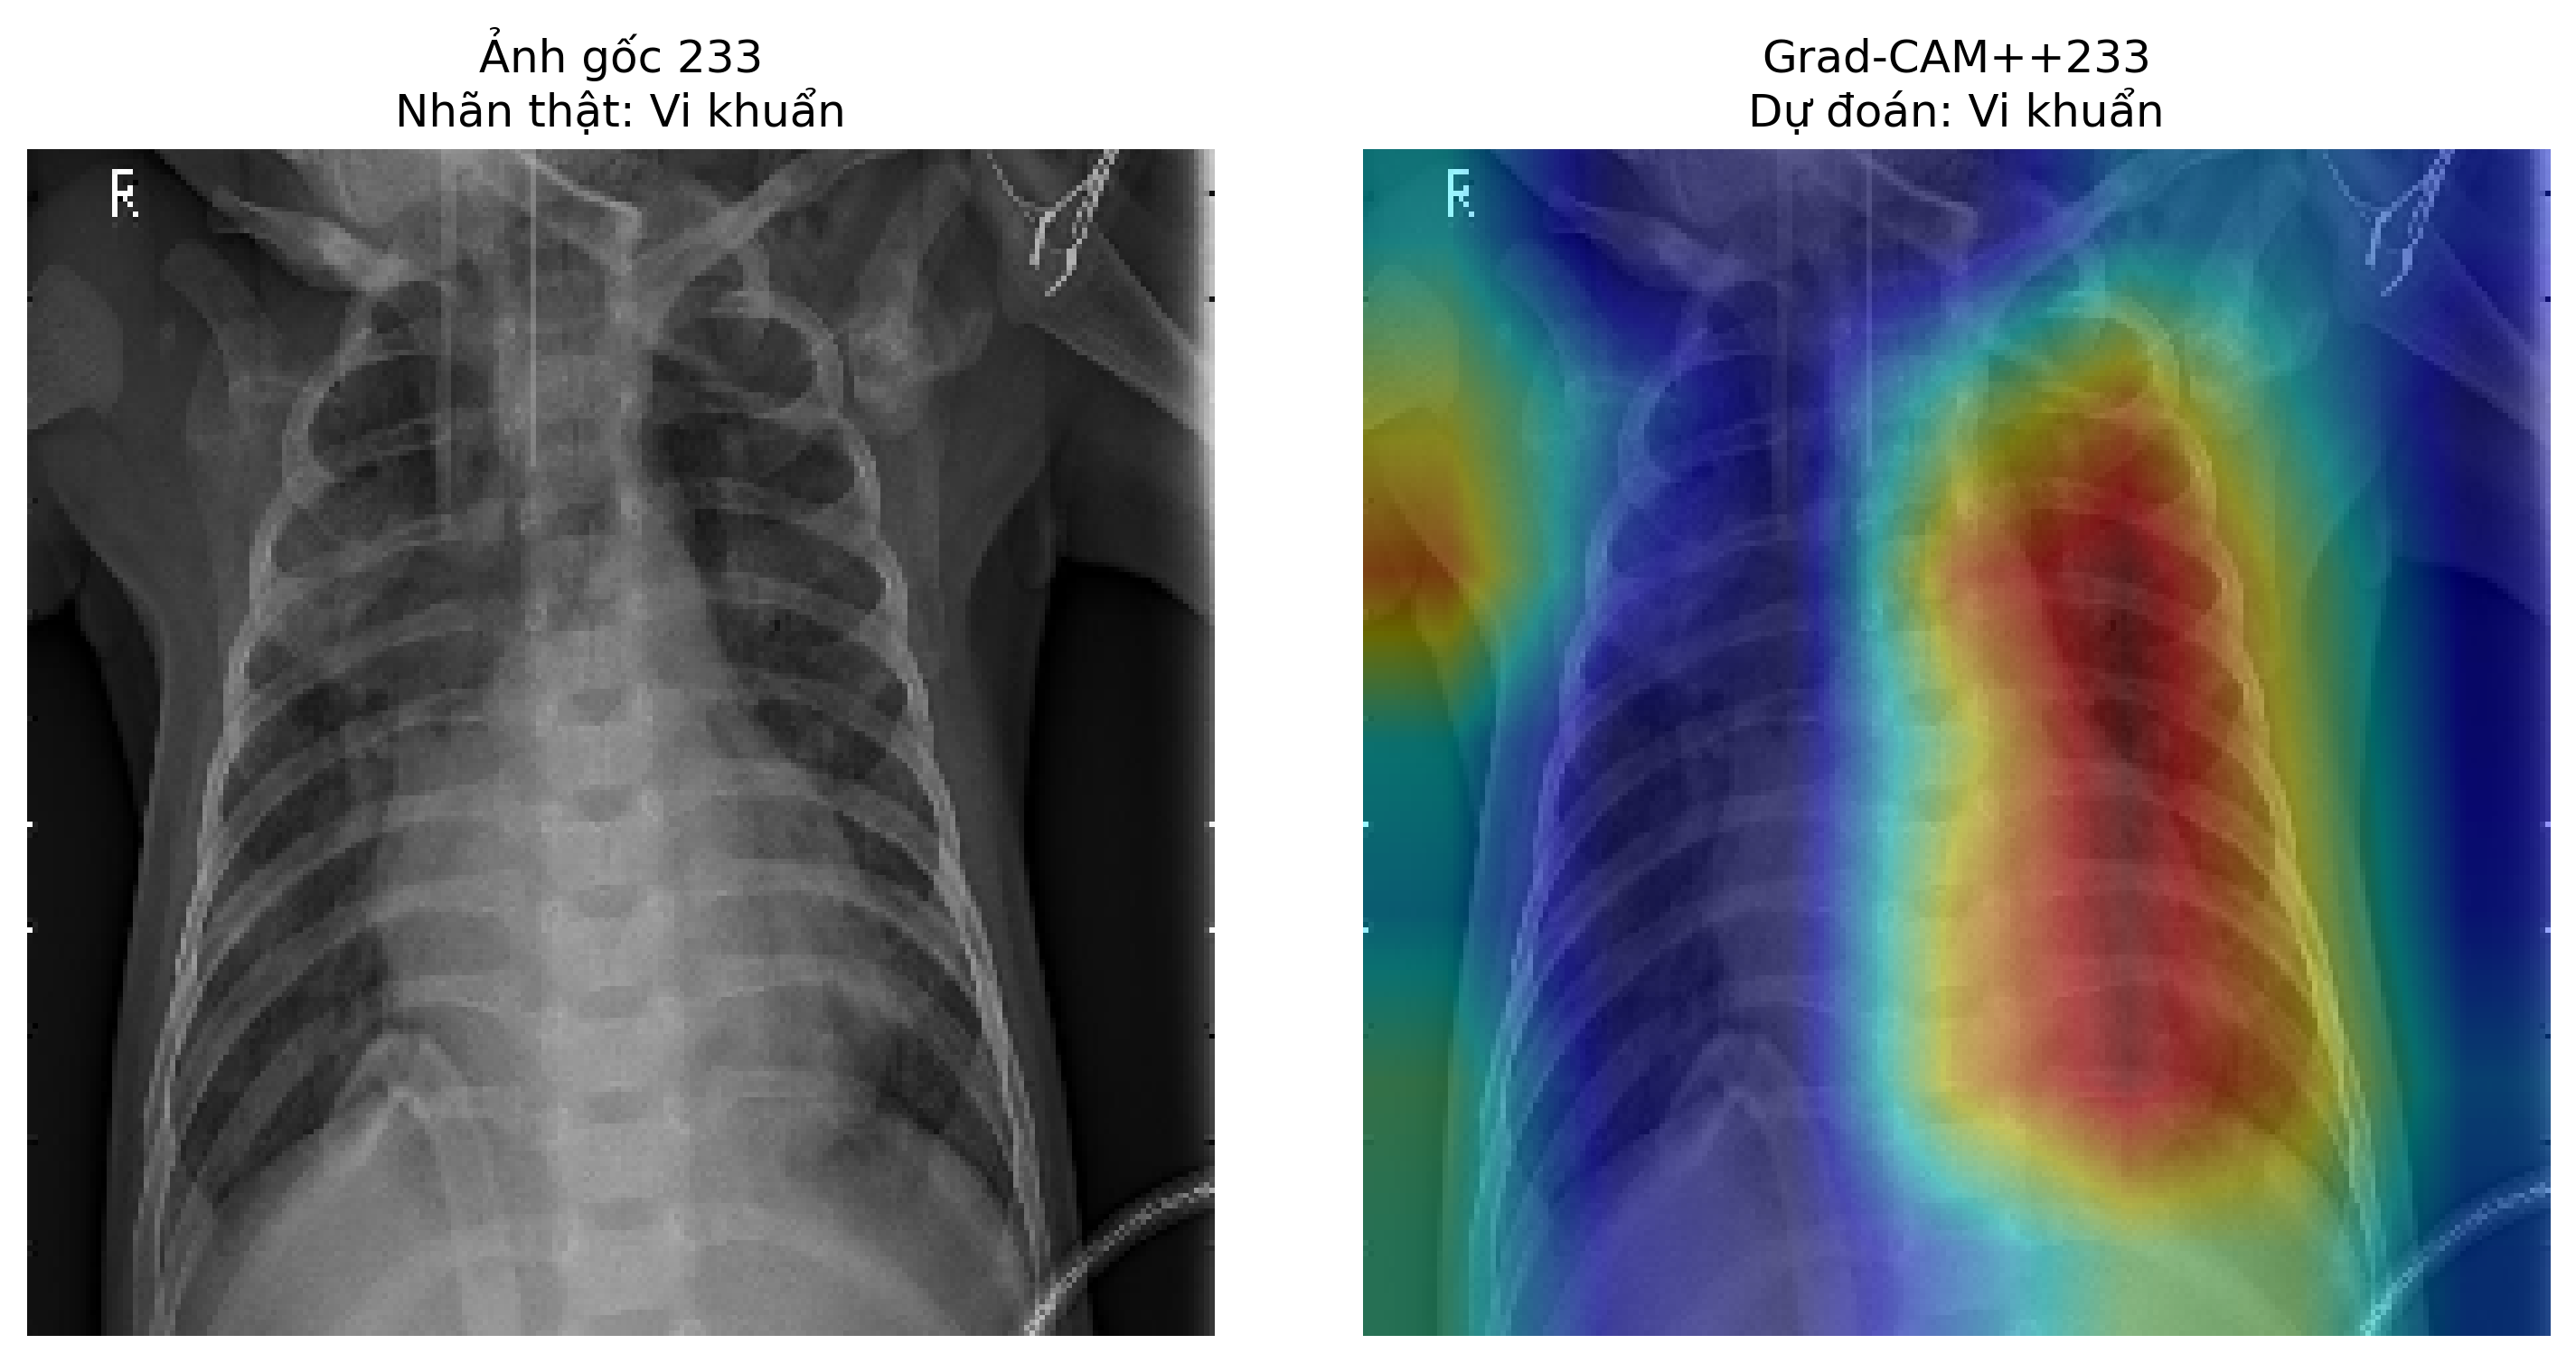 Ảnh gốc 233
Nhãn thật: Vi khuẩn
Grad-CAM++233
Dự đoán: Vi khuẩn
R